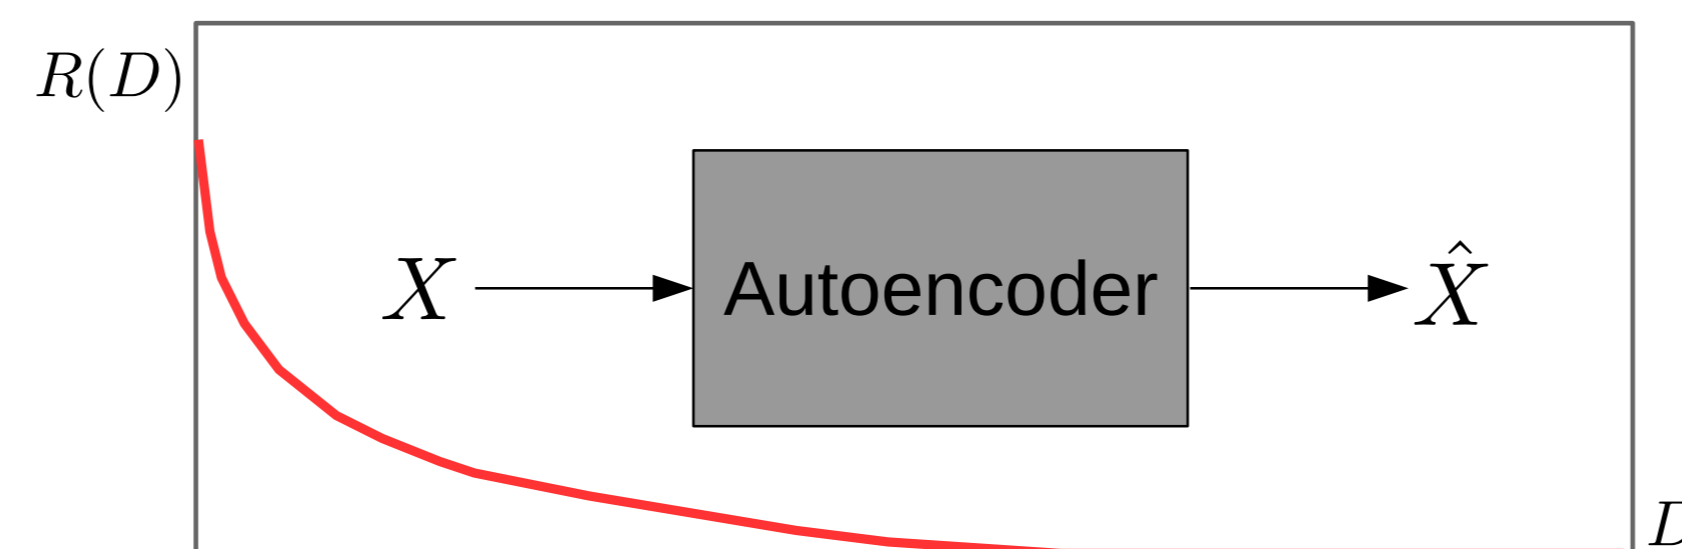 R(D)
X
Autoencoder
X̂
D